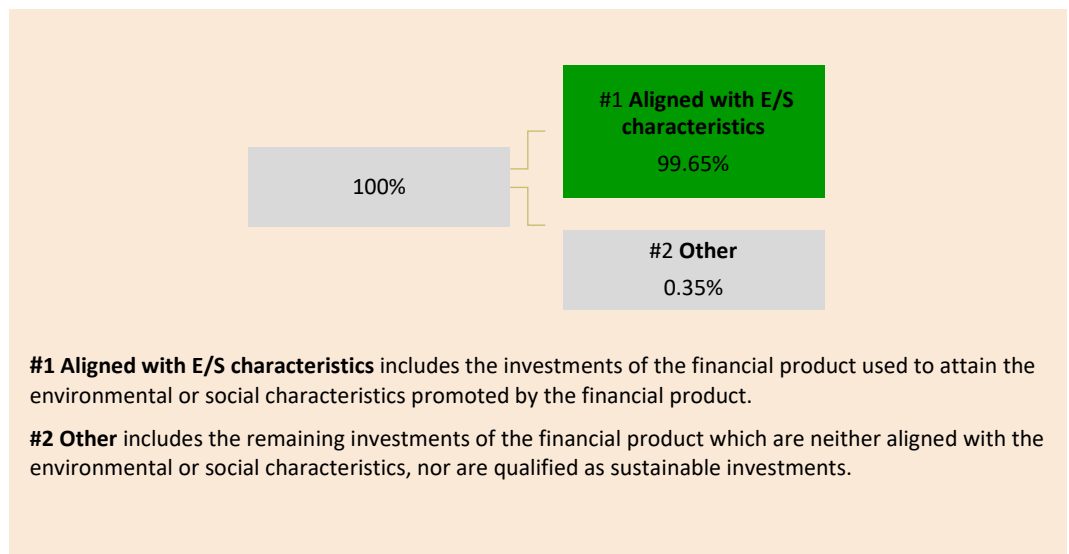 #1 Aligned with E/S
characteristics
99.65%
100%
#2 Other
0.35%
#1 Aligned with E/S characteristics includes the investments of the financial product used to attain the
environmental or social characteristics promoted by the financial product.
#2 Other includes the remaining investments of the financial product which are neither aligned with the
environmental or social characteristics, nor are qualified as sustainable investments.